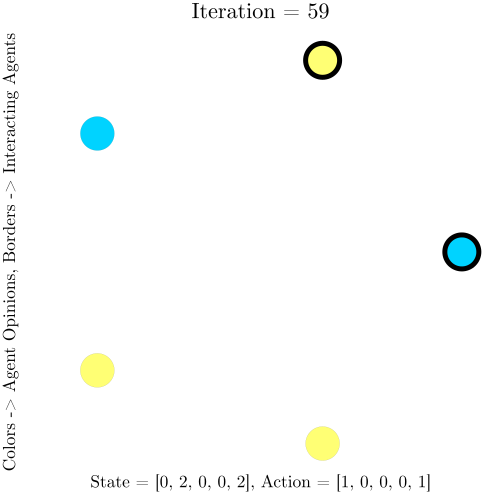 Iteration = 59
Colors -> Agent Opinions, Borders -> Interacting Agents
State = [0, 2, 0, 0, 2], Action = [1, 0, 0, 0, 1]